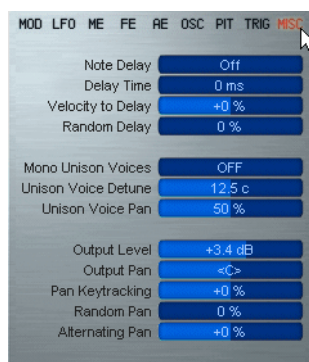 MOD LFO ME FE AE OSC PIT TRIG MISC
Note Delay Off
Delay Time 0 ms
Velocity to Delay +0 %
Random Delay 0 %
Mono Unison Voices OFF
Unison Voice Detune 12.5 c
Unison Voice Pan 50 %
Output Level +3.4 dB
Output Pan <C>
Pan Keytracking +0 %
Random Pan 0 %
Alternating Pan +0 %